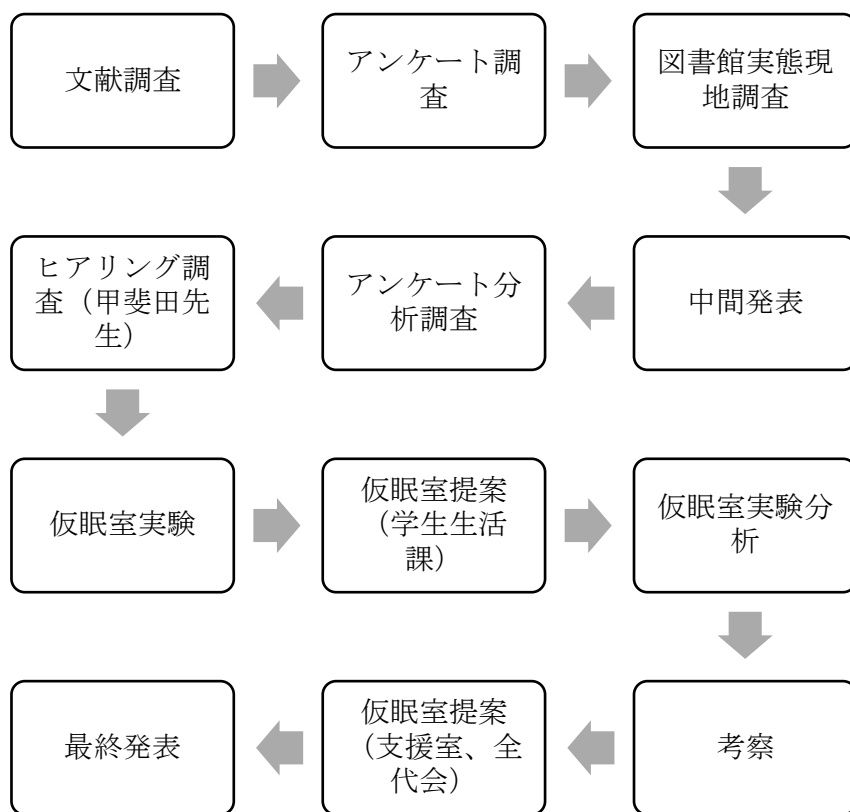 文献調査
アンケート調
査
図書館実態現
地調査
中間発表
アンケート分
析調査
ヒアリング調
査（甲斐田先
生）
仮眠室実験
仮眠室提案
（学生生活
課）
仮眠室実験分
析
考察
仮眠室提案
（支援室、全
代会）
最終発表